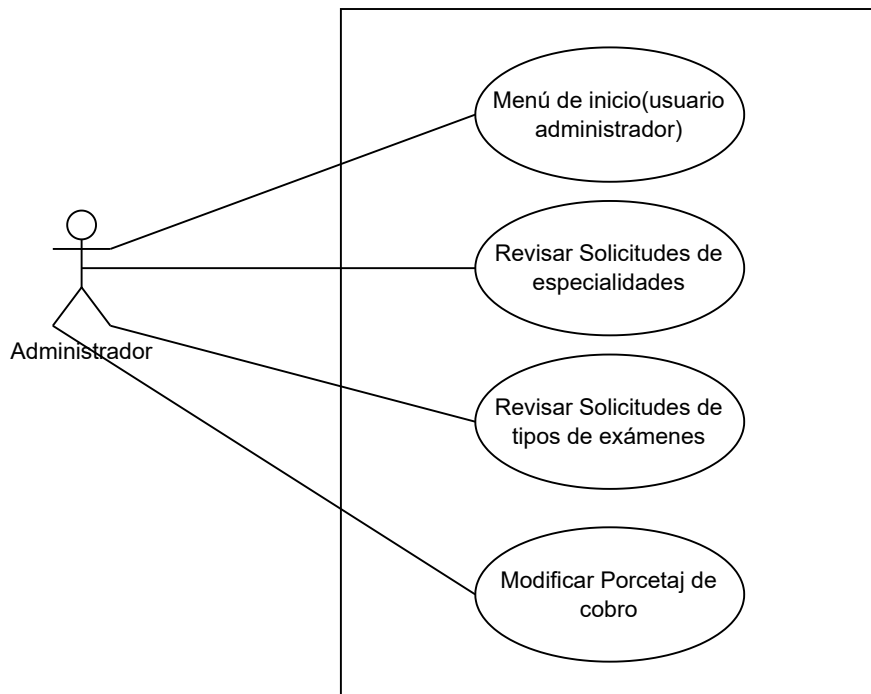 Menú de inicio(usuario
administrador)
Revisar Solicitudes de
especialidades
Administrador
Revisar Solicitudes de
tipos de exámenes
Modificar Porcetaj de
cobro